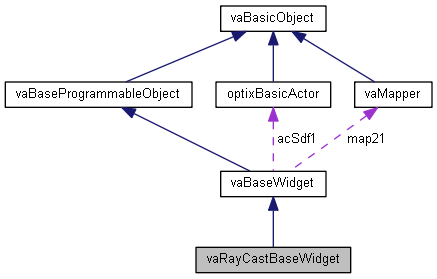 vaBasicObject
vaBaseProgrammableObject
optixBasicActor
vaMapper
acSdf1
map21
vaBaseWidget
vaRayCastBaseWidget